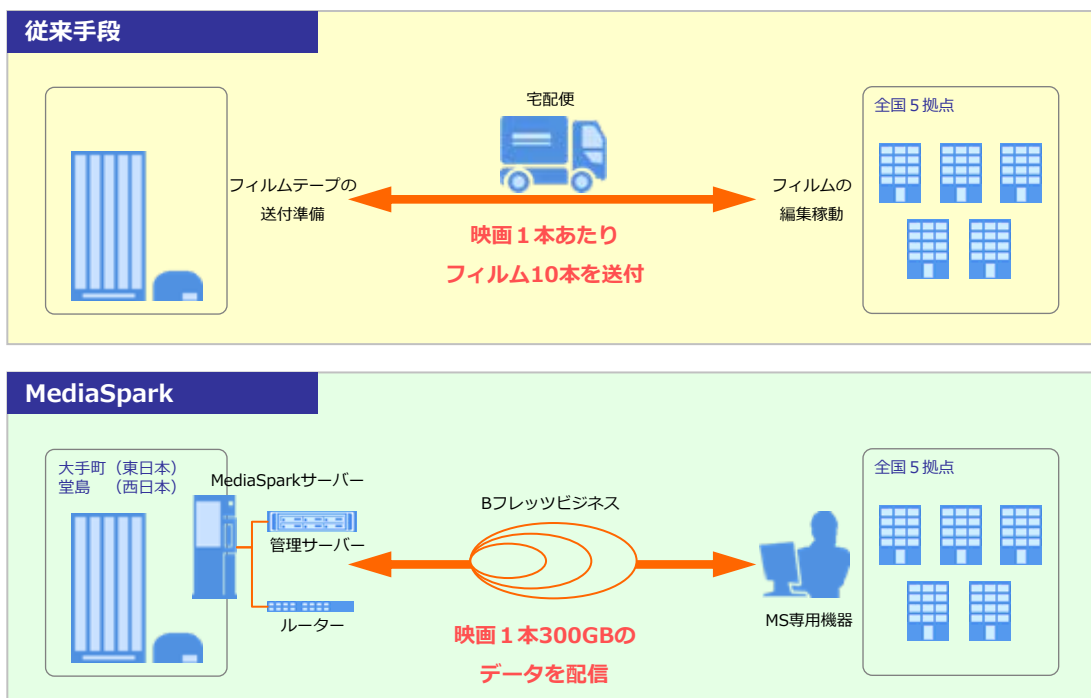 従来手段
宅配便
全国５拠点
フィルムテープの
送付準備
フィルムの
編集稼動
映画１本あたり
フィルム10本を送付
MediaSpark
大手町（東日本）
堂島　（西日本）
MediaSparkサーバー
管理サーバー
ルーター
Bフレッツビジネス
全国５拠点
MS専用機器
映画１本300GBの
データを配信